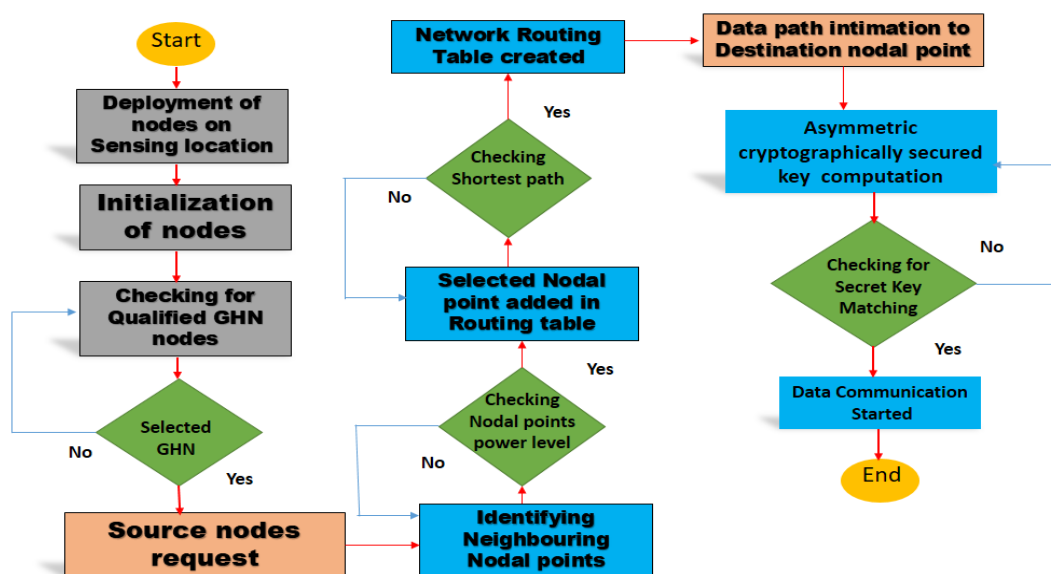 Start
Deployment of
nodes on
Sensing location
Initialization
of nodes
Checking for
Qualified GHN
nodes
Selected
GHN
No
Yes
Source nodes
request
Identifying
Neighbouring
Nodal points
Checking
Nodal points
power level
No
Yes
Selected Nodal
point added in
Routing table
Checking
Shortest path
No
Yes
Network Routing
Table created
Data path intimation to
Destination nodal point
Asymmetric
cryptographically secured
key computation
Checking for
Secret Key
Matching
No
Yes
Data Communication
Started
End